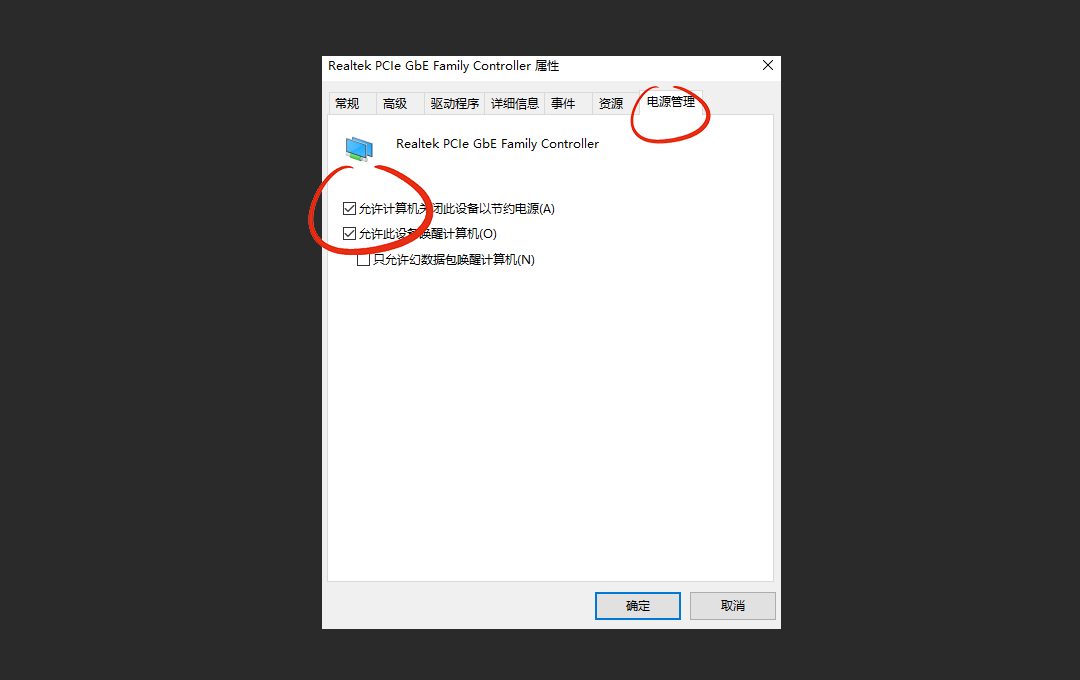 Realtek PCIe GbE Family Controller 属性
常规 高级 驱动程序 详细信息 事件 资源 电源管理
Realtek PCIe GbE Family Controller
允许计算机关闭此设备以节约电源(A)
允许此设备唤醒计算机(O)
只允许幻数据包唤醒计算机(N)
确定 取消